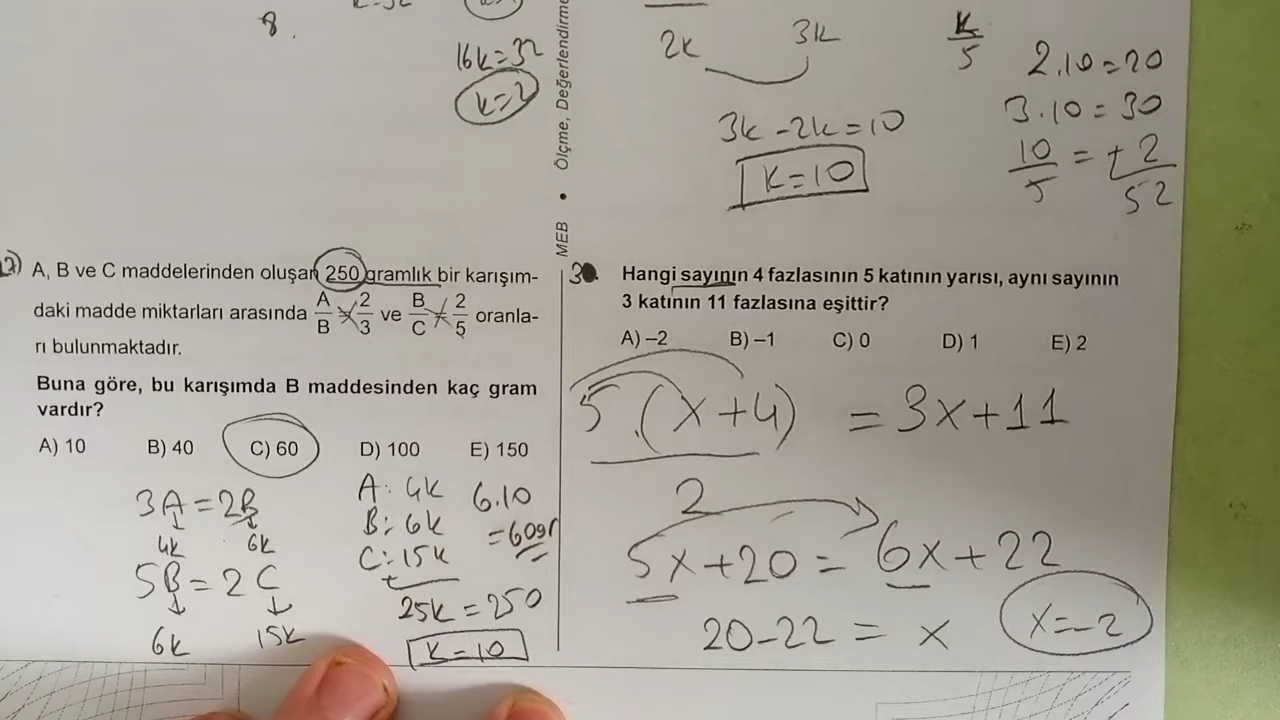 8.
16k=32
k=2
MEB • Ölçme, Değerlendirme
2k 3k
3k-2k=10
k=10
k/5
2.10=20
3.10=30
10/5 = + 2
52
A, B ve C maddelerinden oluşan 250 gramlık bir karışım-
daki madde miktarları arasında A/B = 2/3 ve B/C = 2/5 oranla-
rı bulunmaktadır.
Buna göre, bu karışımda B maddesinden kaç gram
vardır?
A) 10 B) 40 C) 60 D) 100 E) 150
3A=2B
4k 6k
5B=2C
6k 15k
A: 4k
B: 6k
C: 15k
25k=250
k=10
6.10
=60gr
Hangi sayının 4 fazlasının 5 katının yarısı, aynı sayının
3 katının 11 fazlasına eşittir?
A) –2 B) –1 C) 0 D) 1 E) 2
5.(x+4) = 3x+11
2
5x+20=6x+22
20-22=x
x=-2